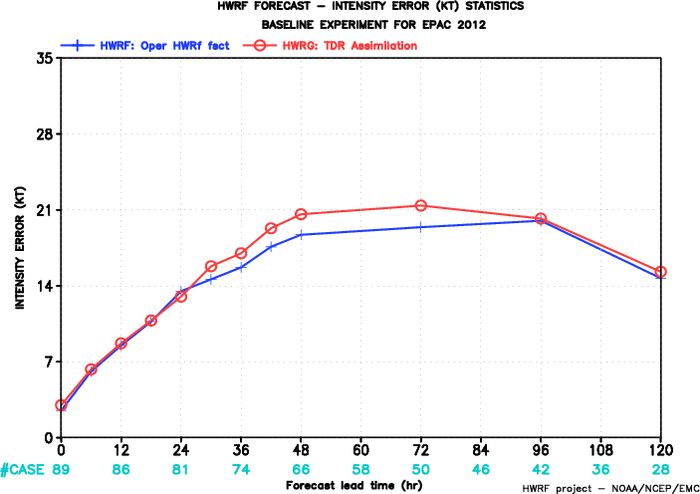 HWRF FORECAST – INTENSITY ERROR (KT) STATISTICS
BASELINE EXPERIMENT FOR EPAC 2012
HWRF: Oper HWRf fact HWRG: TDR Assimilation
35
28
21
14
7
0
INTENSITY ERROR (KT)
0 12 24 36 48 60 72 84 96 108 120
#CASE 89 86 81 74 66 58 50 46 42 36 28
Forecast lead time (hr)
HWRF project – NOAA/NCEP/EMC